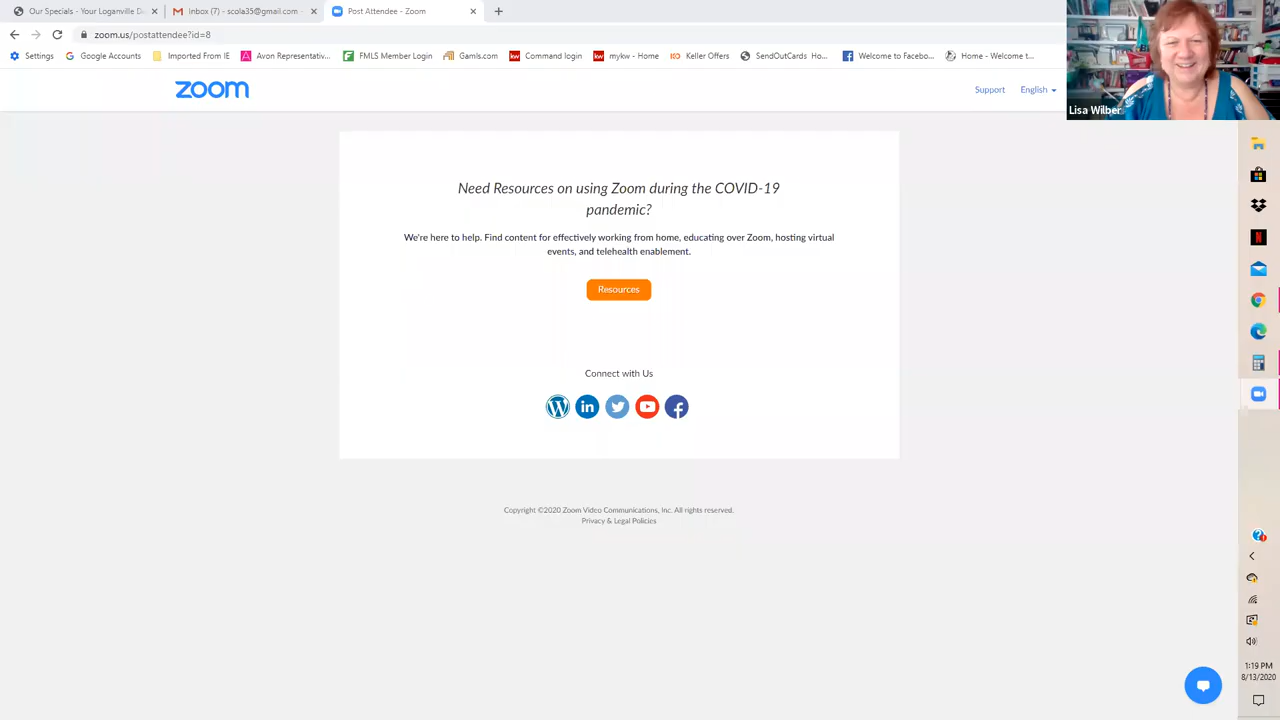 Our Specials - Your Loganville D
Inbox (7) - scola35@gmail.com -
Post Attendee - Zoom
zoom.us/postattendee?id=8
Settings
Google Accounts
Imported From IE
Avon Representativ...
FMLS Member Login
Gamls.com
Command login
mykw - Home
Keller Offers
SendOutCards Ho...
Welcome to Facebo...
Home - Welcome t...
zoom
Support
English
Lisa Wilber
Need Resources on using Zoom during the COVID-19
pandemic?
We're here to help. Find content for effectively working from home, educating over Zoom, hosting virtual
events, and telehealth enablement.
Resources
Connect with Us
Copyright ©2020 Zoom Video Communications, Inc. All rights reserved.
Privacy & Legal Policies
1:19 PM
8/13/2020